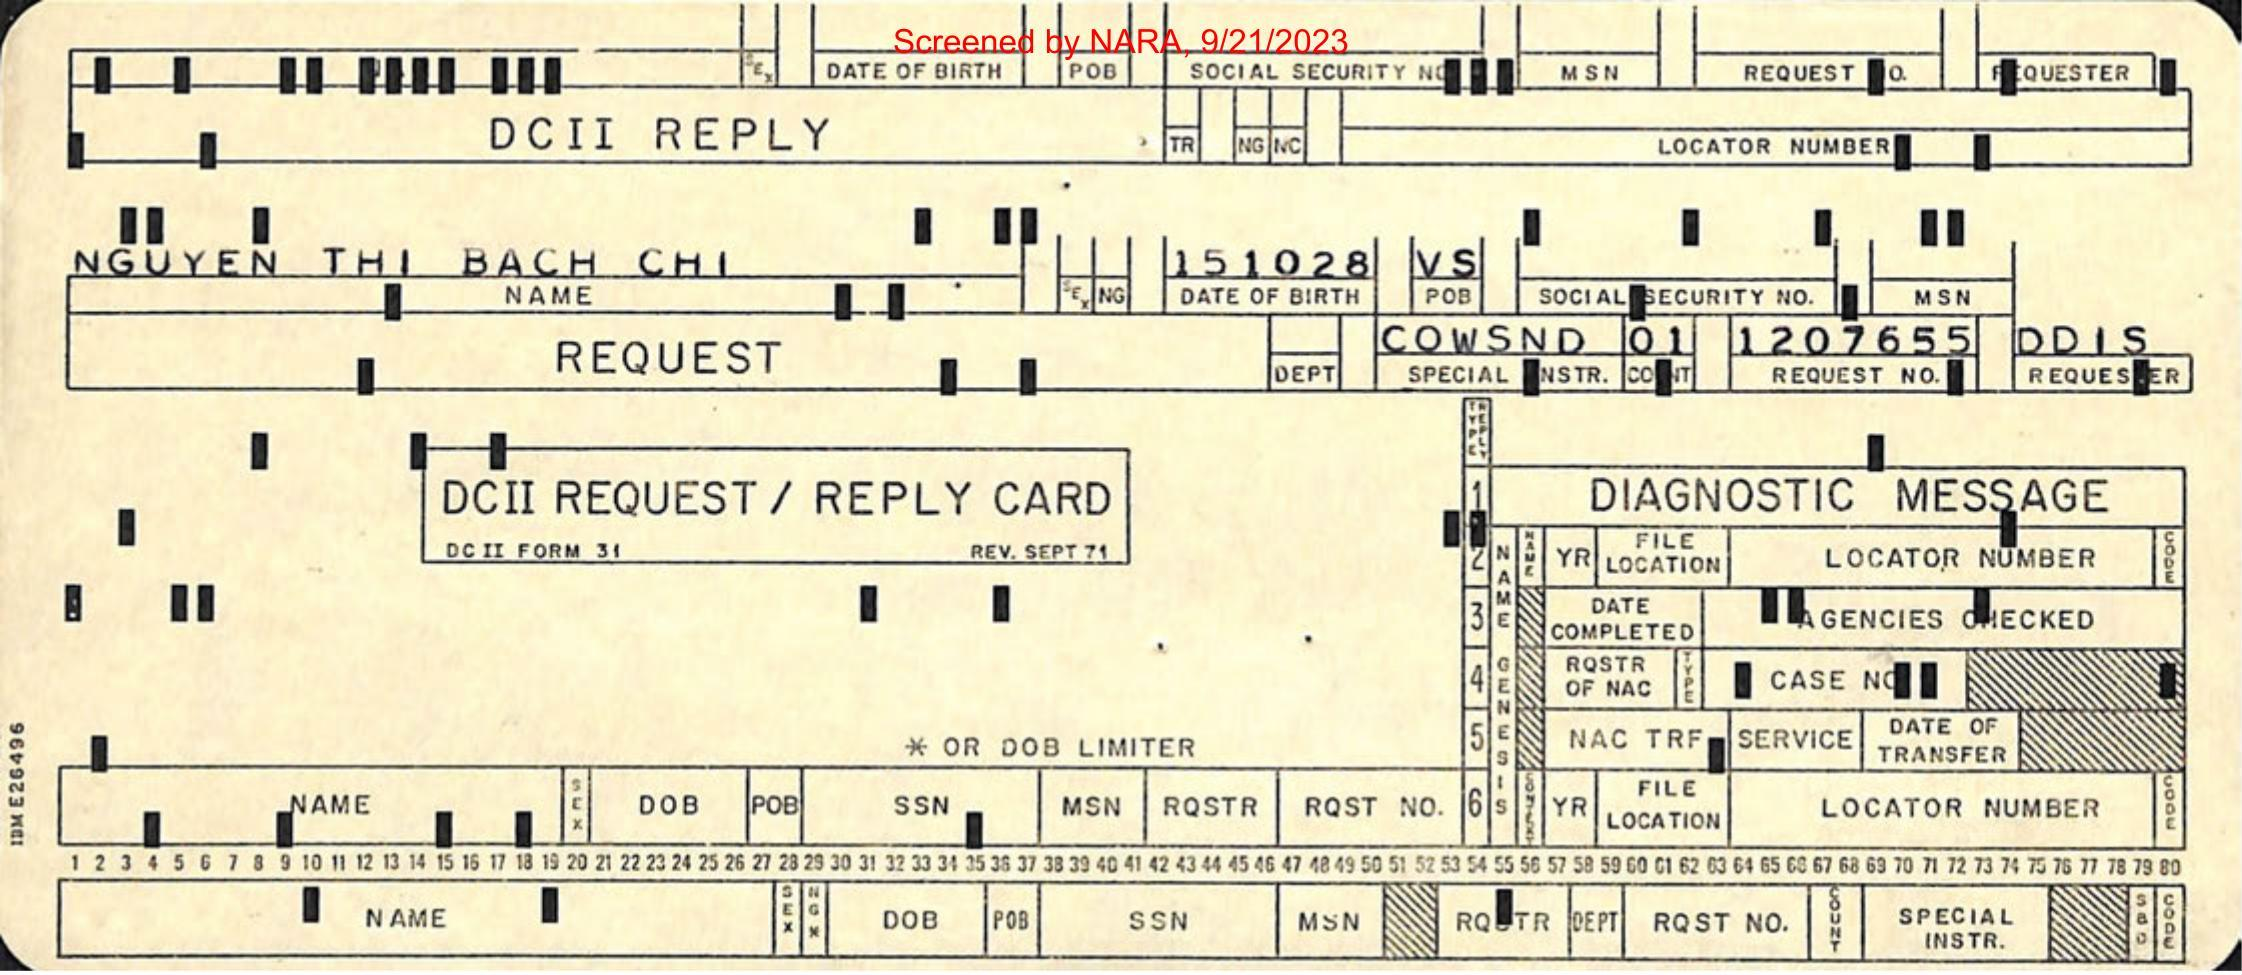 Screened by NARA, 9/21/2023
SEX DATE OF BIRTH POB SOCIAL SECURITY NO. MSN REQUEST NO. REQUESTER
DCII REPLY TR NG NC LOCATOR NUMBER
NGUYEN THI BACH CHI 151028 VS
NAME SEX NG DATE OF BIRTH POB SOCIAL SECURITY NO. MSN
COWSND 01 1207655 DDIS
REQUEST DEPT SPECIAL INSTR. COUNT REQUEST NO. REQUESTER
REPLY TYPE
DCII REQUEST / REPLY CARD
DC II FORM 31 REV. SEPT 71
1 DIAGNOSTIC MESSAGE
NAME GENESIS
2 NAME YR FILE LOCATION LOCATOR NUMBER CODE
3 DATE COMPLETED AGENCIES CHECKED
4 RQSTR OF NAC TYPE CASE NO
5 NAC TRF SERVICE DATE OF TRANSFER
* OR DOB LIMITER
IBM E26496
NAME SEX DOB POB SSN MSN RQSTR RQST NO. 6 YR FILE LOCATION LOCATOR NUMBER CODE
1 2 3 4 5 6 7 8 9 10 11 12 13 14 15 16 17 18 19 20 21 22 23 24 25 26 27 28 29 30 31 32 33 34 35 36 37 38 39 40 41 42 43 44 45 46 47 48 49 50 51 52 53 54 55 56 57 58 59 60 61 62 63 64 65 66 67 68 69 70 71 72 73 74 75 76 77 78 79 80
NAME SEX NGN DOB POB SSN MSN RQSTR DEPT RQST NO. COUNT SPECIAL INSTR. CODE